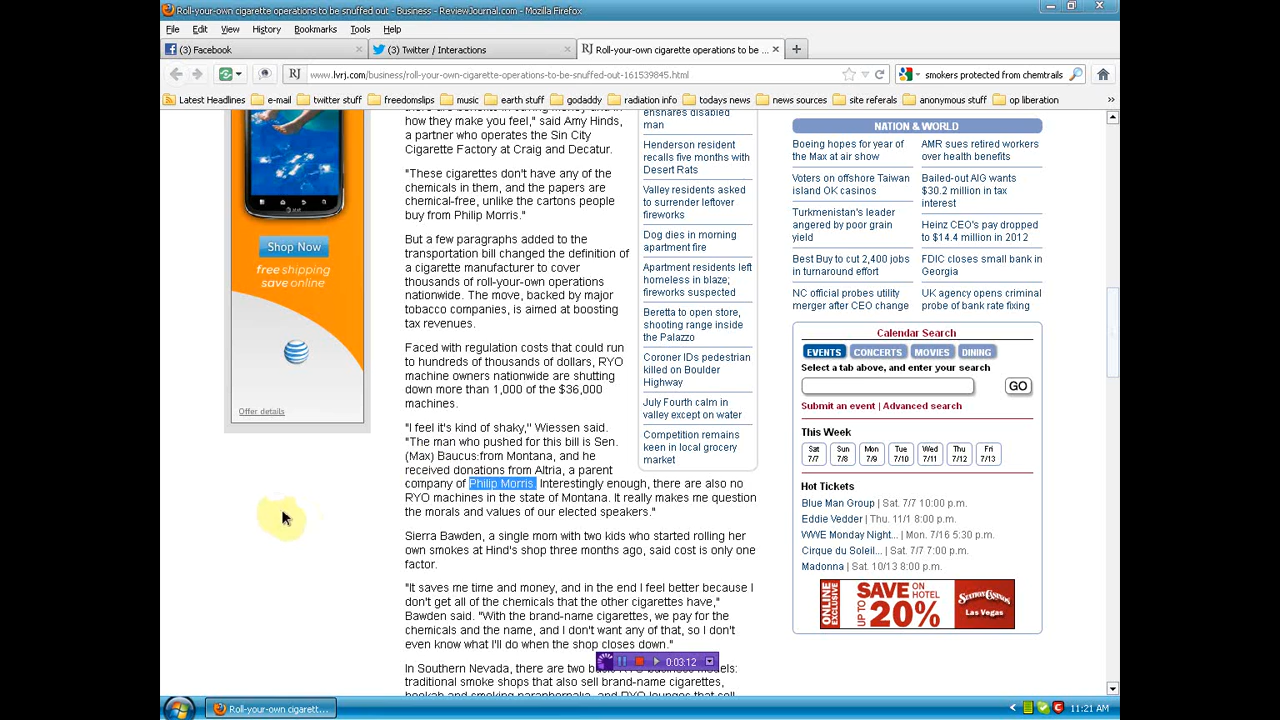 Roll-your-own cigarette operations to be snuffed out - Business - ReviewJournal.com - Mozilla Firefox
File Edit View History Bookmarks Tools Help
(3) Facebook
(3) Twitter / Interactions
RJ Roll-your-own cigarette operations to be ...
RJ www.lvrj.com/business/roll-your-own-cigarette-operations-to-be-snuffed-out-161539845.html
smokers protected from chemtrails
Latest Headlines e-mail twitter stuff freedomslips music earth stuff godaddy radiation info todays news news sources site referals anonymous stuff op liberation »
Shop Now
free shipping
save online
at&t
Offer details
how they make you feel," said Amy Hinds,
a partner who operates the Sin City
Cigarette Factory at Craig and Decatur.
"These cigarettes don't have any of the
chemicals in them, and the papers are
chemical-free, unlike the cartons people
buy from Philip Morris."
But a few paragraphs added to the
transportation bill changed the definition of
a cigarette manufacturer to cover
thousands of roll-your-own operations
nationwide. The move, backed by major
tobacco companies, is aimed at boosting
tax revenues.
Faced with regulation costs that could run
to hundreds of thousands of dollars, RYO
machine owners nationwide are shutting
down more than 1,000 of the $36,000
machines.
"I feel it's kind of shaky," Wiessen said.
"The man who pushed for this bill is Sen.
(Max) Baucus from Montana, and he
received donations from Altria, a parent
company of Philip Morris. Interestingly enough, there are also no
RYO machines in the state of Montana. It really makes me question
the morals and values of our elected speakers."
Sierra Bawden, a single mom with two kids who started rolling her
own smokes at Hind's shop three months ago, said cost is only one
factor.
"It saves me time and money, and in the end I feel better because I
don't get all of the chemicals that the other cigarettes have,"
Bawden said. "With the brand-name cigarettes, we pay for the
chemicals and the name, and I don't want any of that, so I don't
even know what I'll do when the shop closes down."
In Southern Nevada, there are two
traditional smoke shops that also sell brand-name cigarettes,
hookah and smoking paraphernalia, and RYO lounges that sell
ensnares disabled
man
Henderson resident
recalls five months with
Desert Rats
Valley residents asked
to surrender leftover
fireworks
Dog dies in morning
apartment fire
Apartment residents left
homeless in blaze;
fireworks suspected
Beretta to open store,
shooting range inside
the Palazzo
Coroner IDs pedestrian
killed on Boulder
Highway
July Fourth calm in
valley except on water
Competition remains
keen in local grocery
market
NATION & WORLD
Boeing hopes for year of
the Max at air show
Voters on offshore Taiwan
island OK casinos
Turkmenistan's leader
angered by poor grain
yield
Best Buy to cut 2,400 jobs
in turnaround effort
NC official probes utility
merger after CEO change
AMR sues retired workers
over health benefits
Bailed-out AIG wants
$30.2 million in tax
interest
Heinz CEO's pay dropped
to $14.4 million in 2012
FDIC closes small bank in
Georgia
UK agency opens criminal
probe of bank rate fixing
Calendar Search
EVENTS CONCERTS MOVIES DINING
Select a tab above, and enter your search
GO
Submit an event | Advanced search
This Week
Sat Sun Mon Tue Wed Thu Fri
7/7 7/8 7/9 7/10 7/11 7/12 7/13
Hot Tickets
Blue Man Group | Sat. 7/7 10:00 p.m.
Eddie Vedder | Thu. 11/1 8:00 p.m.
WWE Monday Night... | Mon. 7/16 5:30 p.m.
Cirque du Soleil... | Sat. 7/7 7:00 p.m.
Madonna | Sat. 10/13 8:00 p.m.
ONLINE EXCLUSIVE
SAVE ON HOTEL
UP TO 20%
Station Casinos
Las Vegas
0:03:12
Roll-your-own cigarett...
11:21 AM